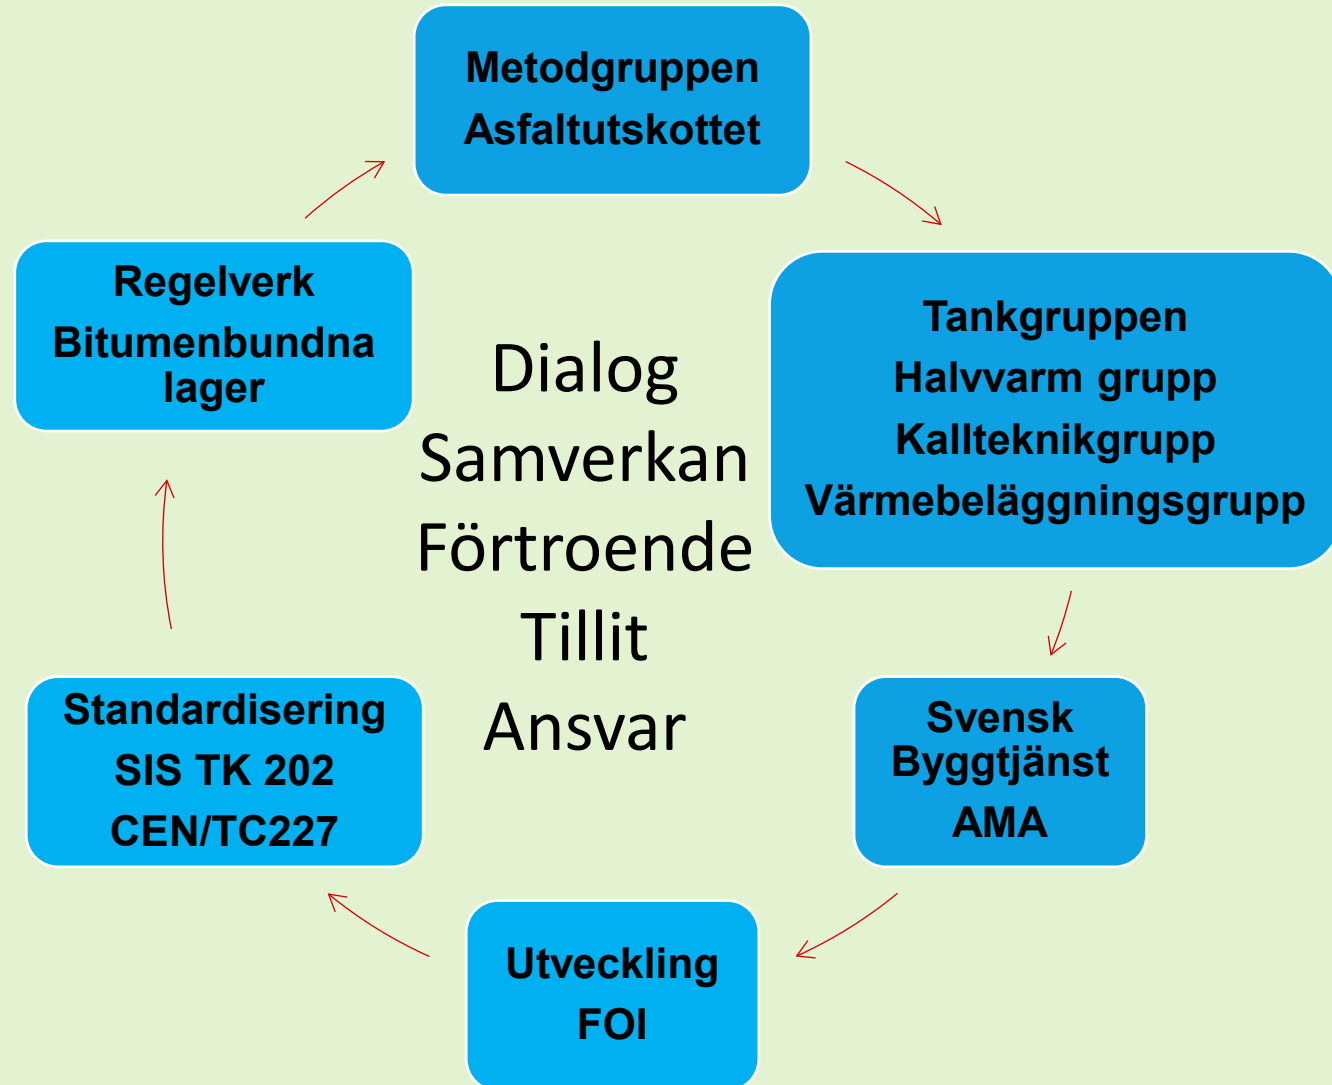 Metodgruppen
Asfaltutskottet
Tankgruppen
Halvvarm grupp
Kallteknikgrupp
Värmebeläggningsgrupp
Svensk
Byggtjänst
AMA
Utveckling
FOI
Standardisering
SIS TK 202
CEN/TC227
Regelverk
Bitumenbundna
lager
Dialog
Samverkan
Förtroende
Tillit
Ansvar